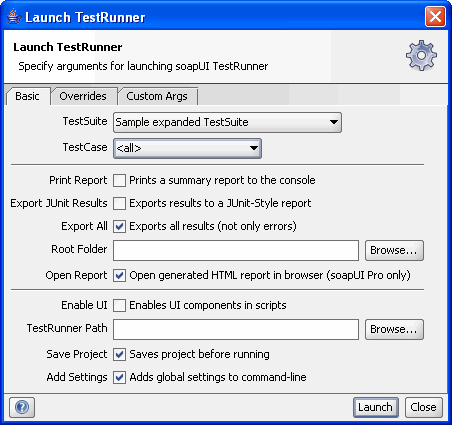 Launch TestRunner
Launch TestRunner
Specify arguments for launching soapUI TestRunner
Basic Overrides Custom Args
TestSuite Sample expanded TestSuite
TestCase <all>
Print Report Prints a summary report to the console
Export JUnit Results Exports results to a JUnit-Style report
Export All Exports all results (not only errors)
Root Folder Browse...
Open Report Open generated HTML report in browser (soapUI Pro only)
Enable UI Enables UI components in scripts
TestRunner Path Browse...
Save Project Saves project before running
Add Settings Adds global settings to command-line
? Launch Close